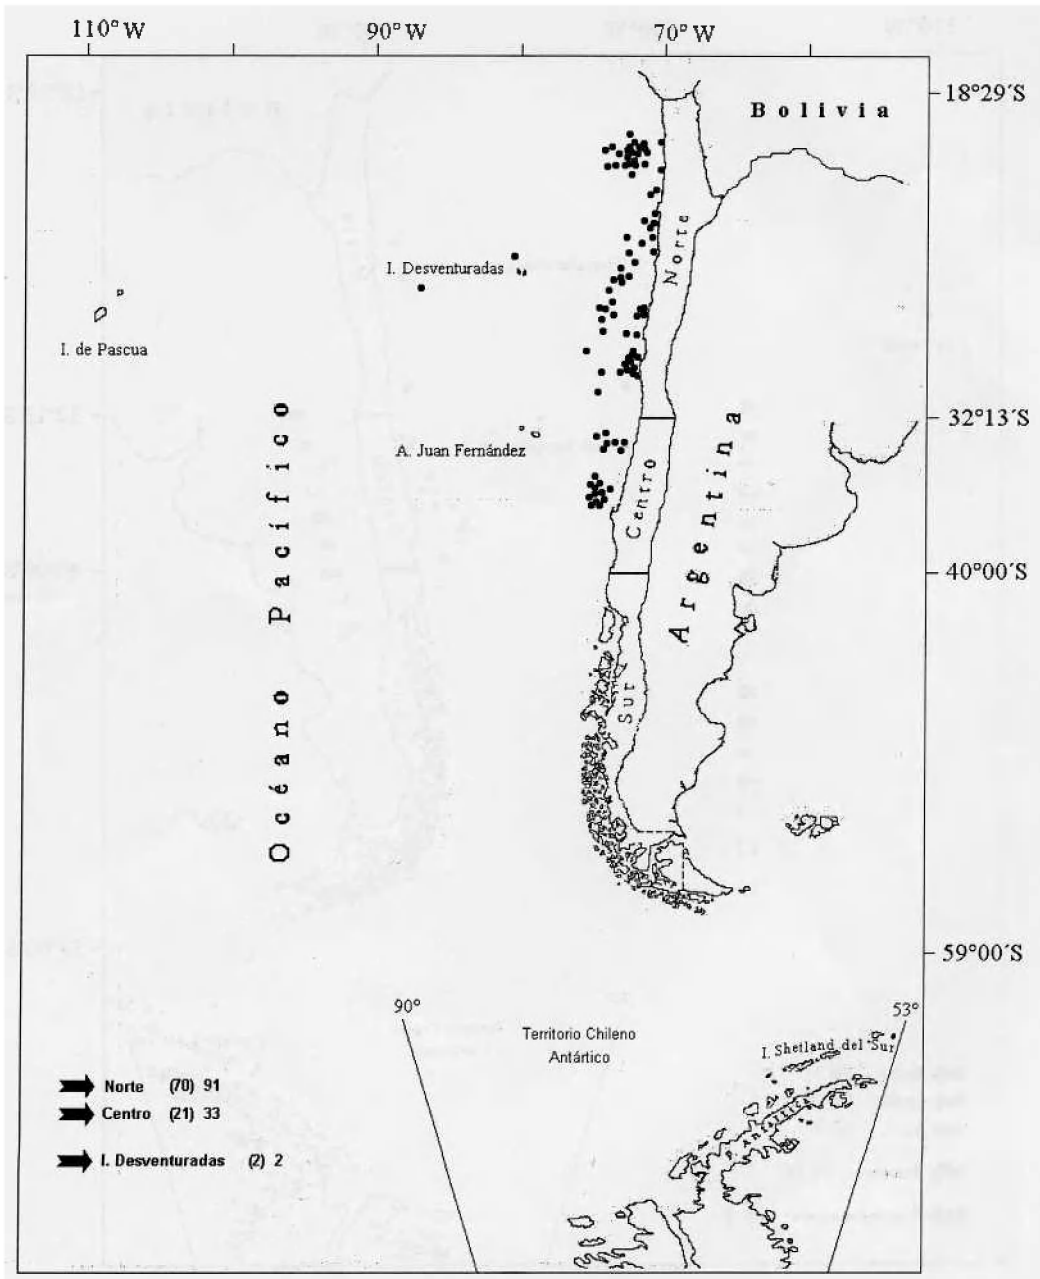 110° W 90° W 70° W
18°29´S
Bolivia
Norte
I. Desventuradas
I. de Pascua
32°13´S
A. Juan Fernández
Centro
Argentina
Océano Pacífico
40°00´S
Sur
59°00´S
90° 53°
Territorio Chileno
Antártico
I. Shetland del Sur
P. Antártica
Norte (70) 91
Centro (21) 33
I. Desventuradas (2) 2